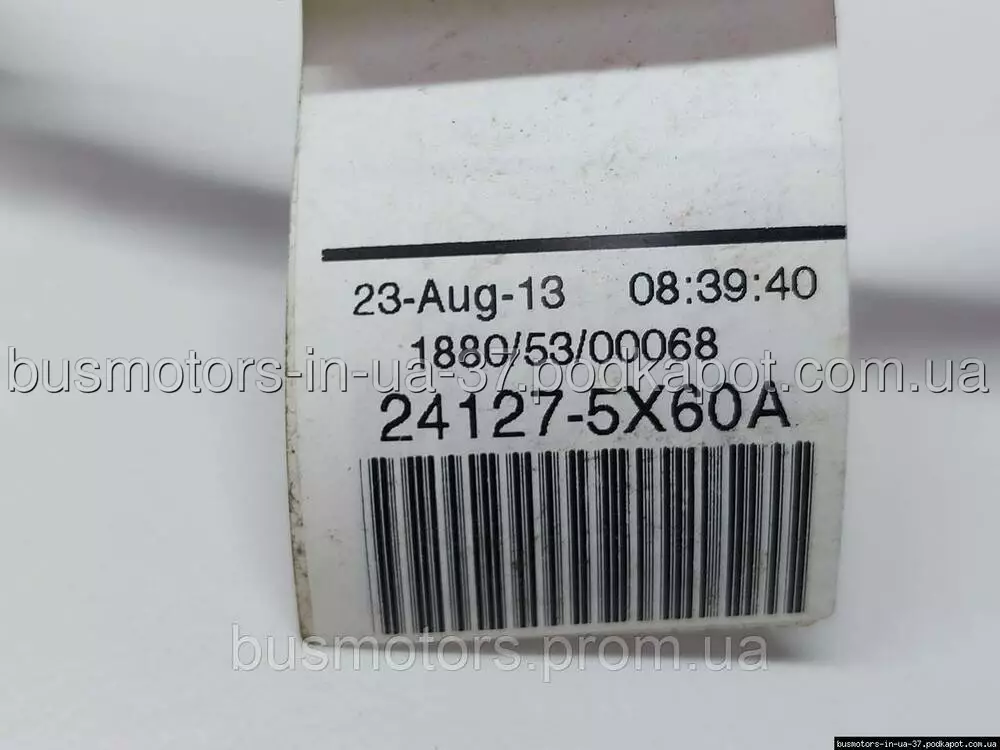 23-Aug-13 08:39:40
1880/53/00068
busmotors-in-ua-37.podkapot.com.ua
24127-5X60A
busmotors.prom.ua
busmotors-in-ua-37.podkapot.com.ua